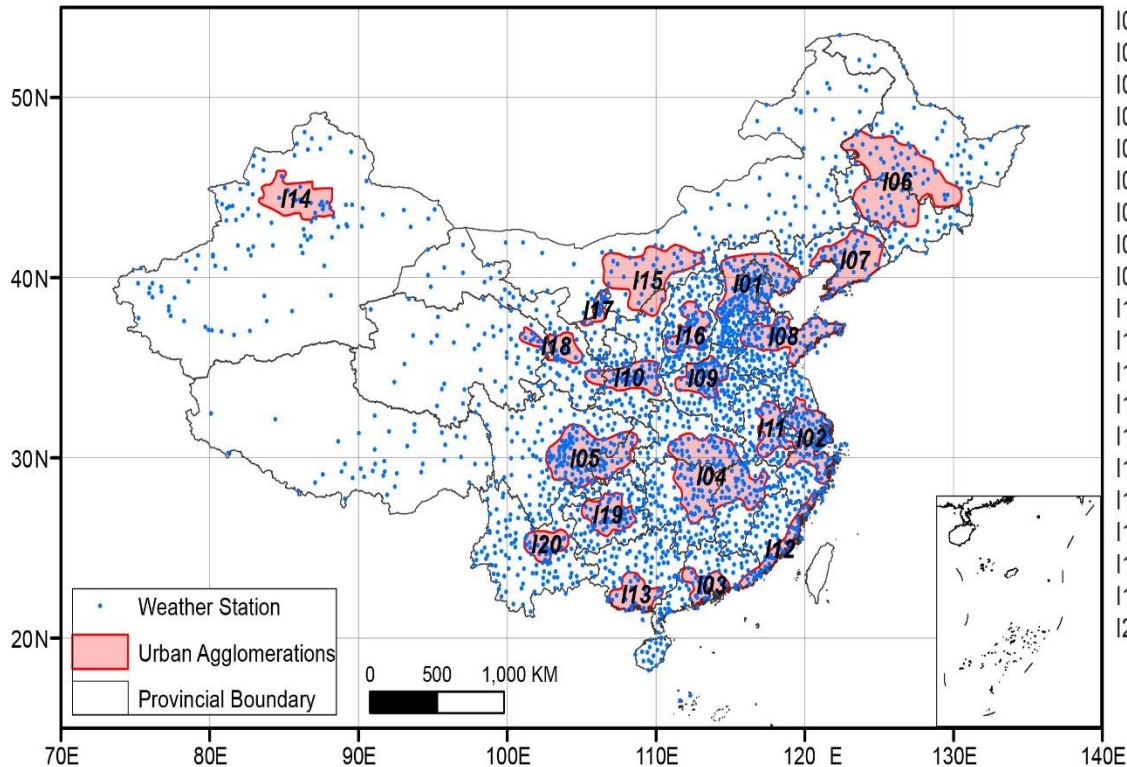 50N
40N
30N
20N
I14
I06
I07
I15
I01
I17
I16
I08
I18
I10
I09
I11
I02
I05
I04
I19
I20
I12
I13
I03
Weather Station
Urban Agglomerations
Provincial Boundary
0 500 1,000 KM
70E 80E 90E 100E 110E 120 E 130E 140E